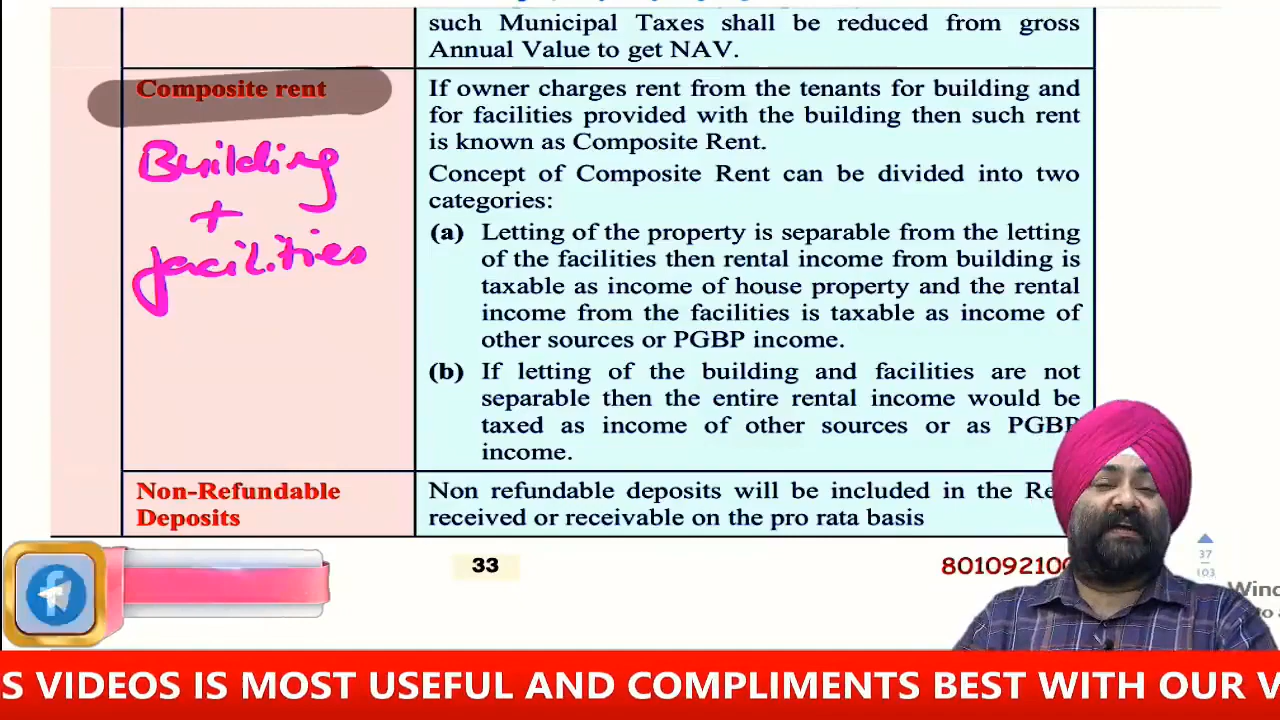 such Municipal Taxes shall be reduced from gross
Annual Value to get NAV.
Composite rent
Building
+
facilities
If owner charges rent from the tenants for building and
for facilities provided with the building then such rent
is known as Composite Rent.
Concept of Composite Rent can be divided into two
categories:
(a) Letting of the property is separable from the letting
of the facilities then rental income from building is
taxable as income of house property and the rental
income from the facilities is taxable as income of
other sources or PGBP income.
(b) If letting of the building and facilities are not
separable then the entire rental income would be
taxed as income of other sources or as PGBP
income.
Non-Refundable
Deposits
Non refundable deposits will be included in the Re
received or receivable on the pro rata basis
33
80109210
37
103
Wind
S VIDEOS IS MOST USEFUL AND COMPLIMENTS BEST WITH OUR V